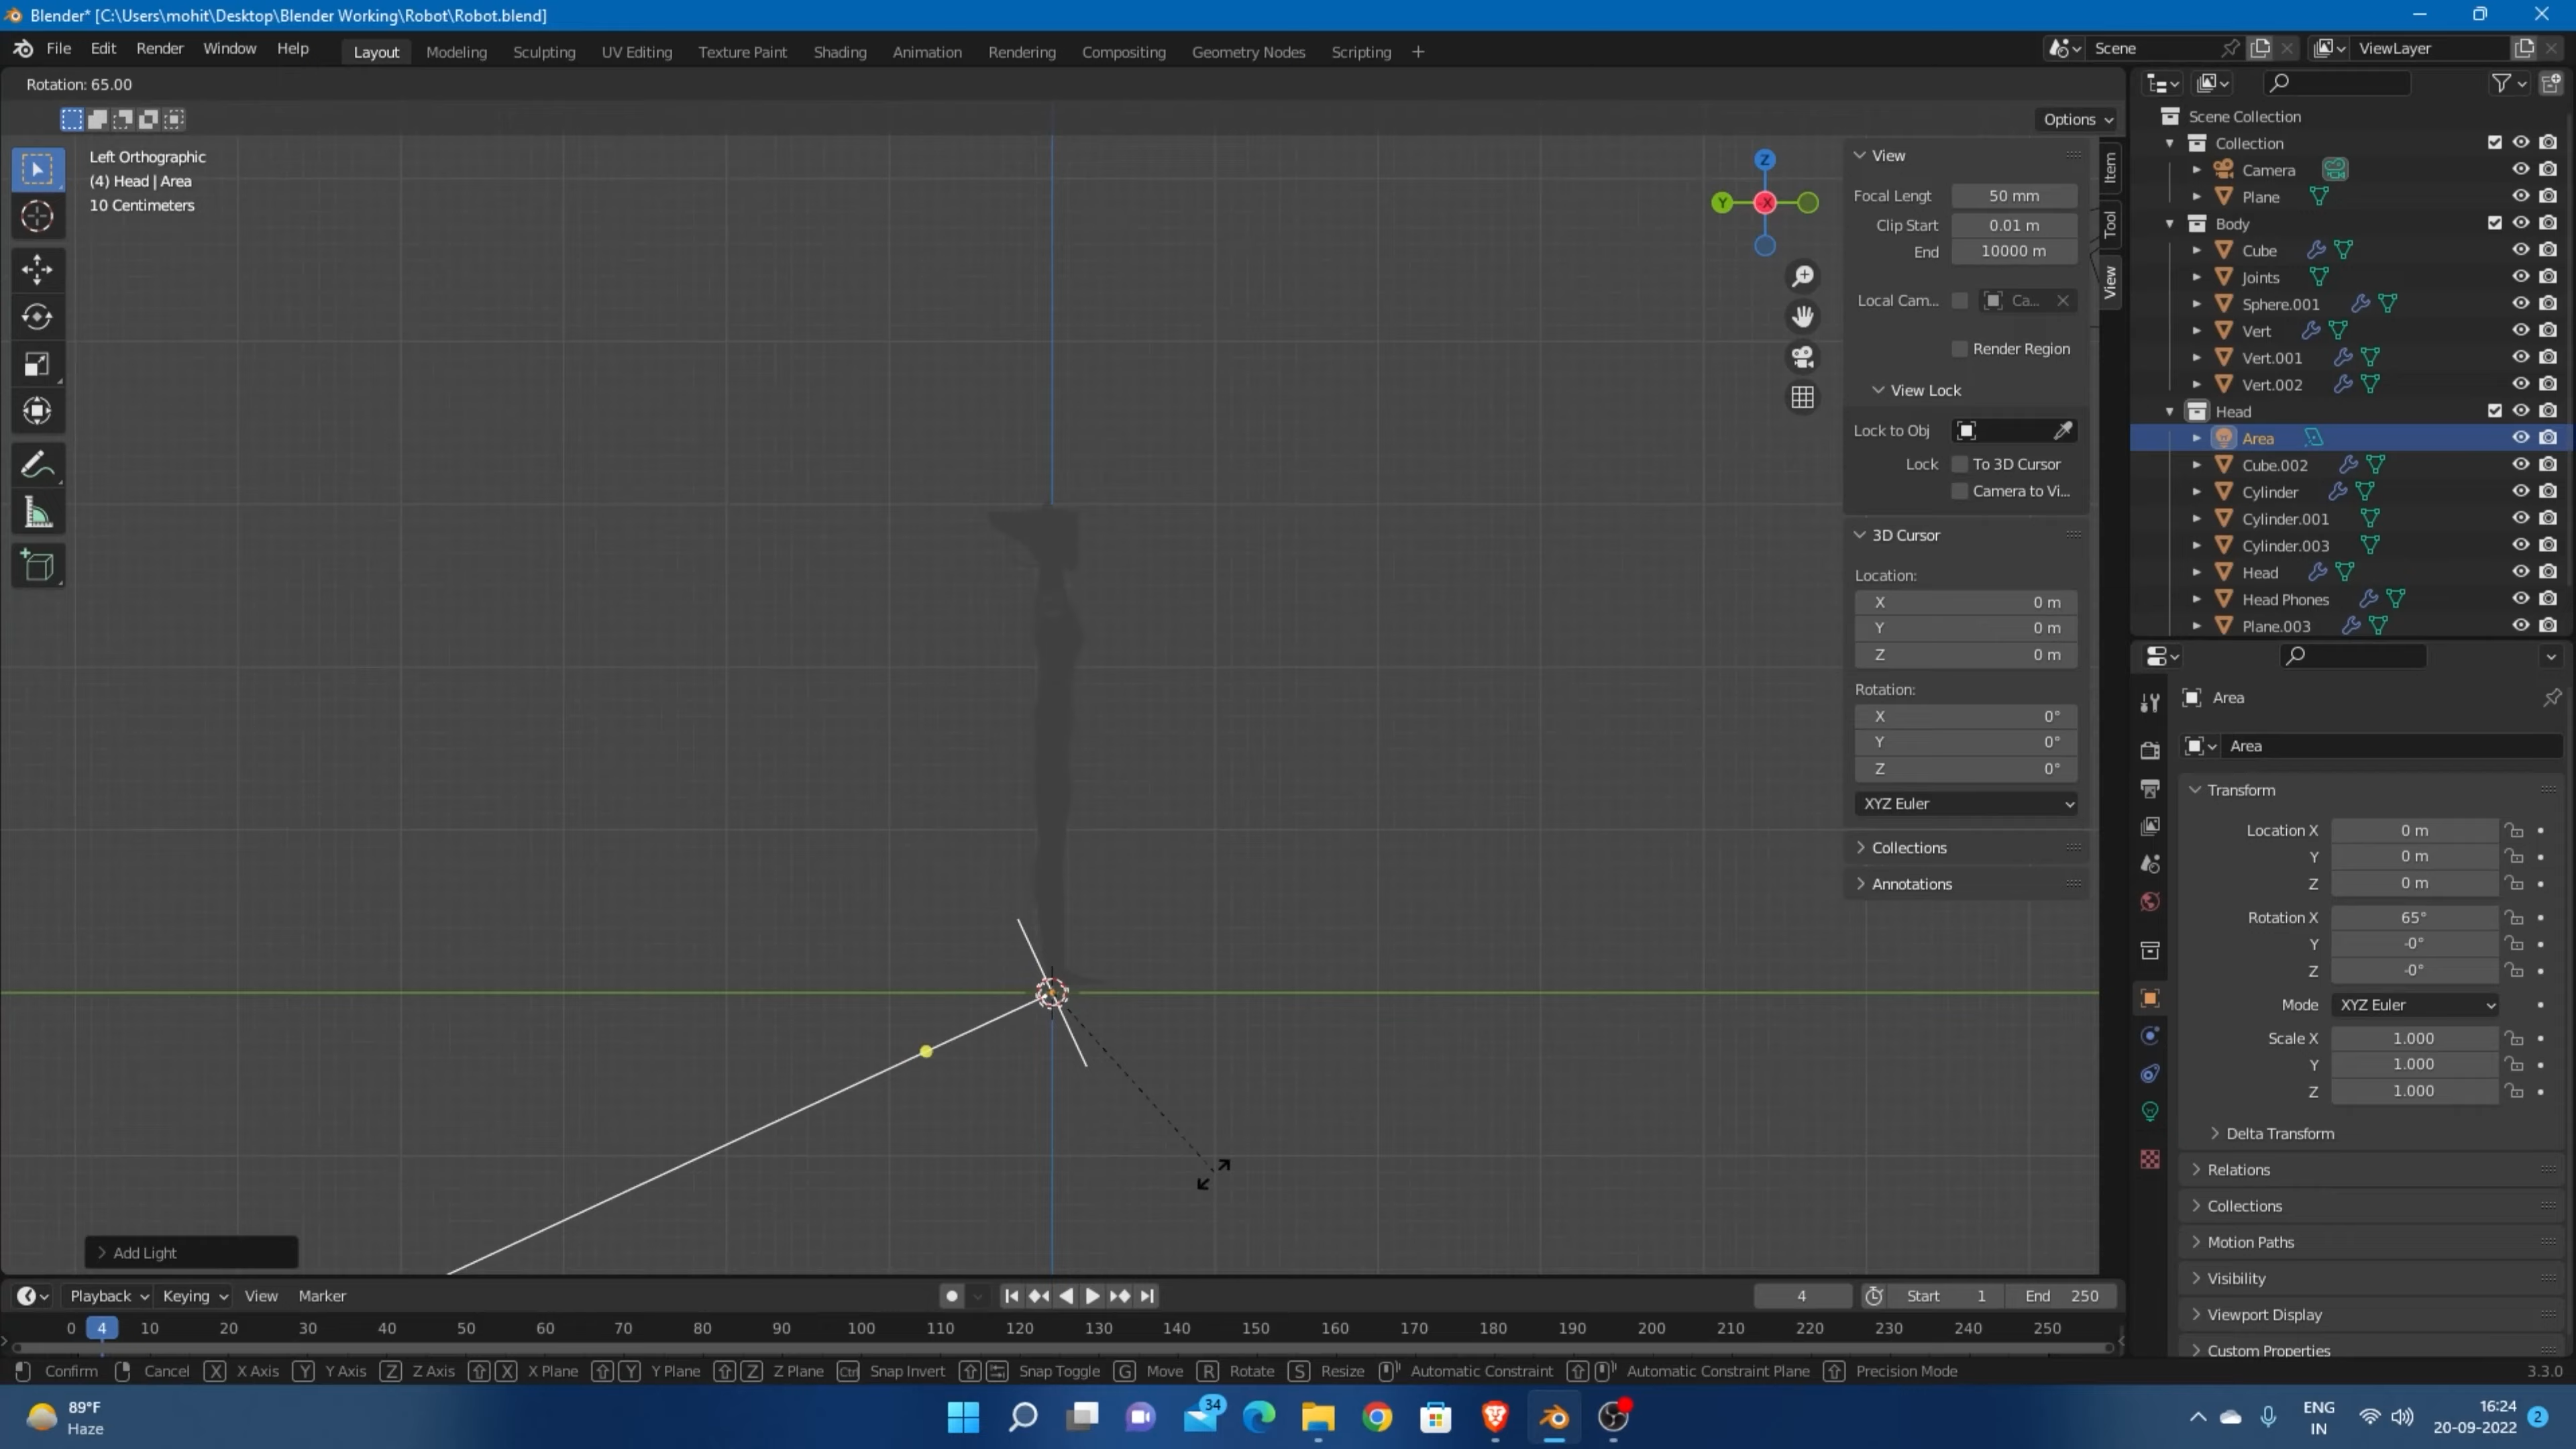 Blender* [C:\Users\mohit\Desktop\Blender Working\Robot\Robot.blend]
File Edit Render Window Help Layout Modeling Sculpting UV Editing Texture Paint Shading Animation Rendering Compositing Geometry Nodes Scripting + Scene ViewLayer
Rotation: 65.00
Options
Left Orthographic
(4) Head | Area
10 Centimeters
Z
Y
-X
View
Focal Lengt 50 mm
Clip Start 0.01 m
End 10000 m
Local Cam... Ca...
Render Region
View Lock
Lock to Obj
Lock To 3D Cursor
Camera to Vi...
3D Cursor
Location:
X 0 m
Y 0 m
Z 0 m
Rotation:
X 0°
Y 0°
Z 0°
XYZ Euler
Collections
Annotations
Item
Tool
View
Scene Collection
Collection
Camera
Plane
Body
Cube
Joints
Sphere.001
Vert
Vert.001
Vert.002
Head
Area
Cube.002
Cylinder
Cylinder.001
Cylinder.003
Head
Head Phones
Plane.003
Area
Area
Transform
Location X 0 m
Y 0 m
Z 0 m
Rotation X 65°
Y -0°
Z -0°
Mode XYZ Euler
Scale X 1.000
Y 1.000
Z 1.000
Delta Transform
Relations
Collections
Motion Paths
Visibility
Viewport Display
Custom Properties
Add Light
Playback Keying View Marker 4 Start 1 End 250
0 4 10 20 30 40 50 60 70 80 90 100 110 120 130 140 150 160 170 180 190 200 210 220 230 240 250
Confirm Cancel X X Axis Y Y Axis Z Z Axis X X Plane Y Y Plane Z Z Plane Ctrl Snap Invert Snap Toggle G Move R Rotate S Resize Automatic Constraint Automatic Constraint Plane Precision Mode 3.3.0
89°F
Haze
34
ENG
IN
16:24
20-09-2022
2